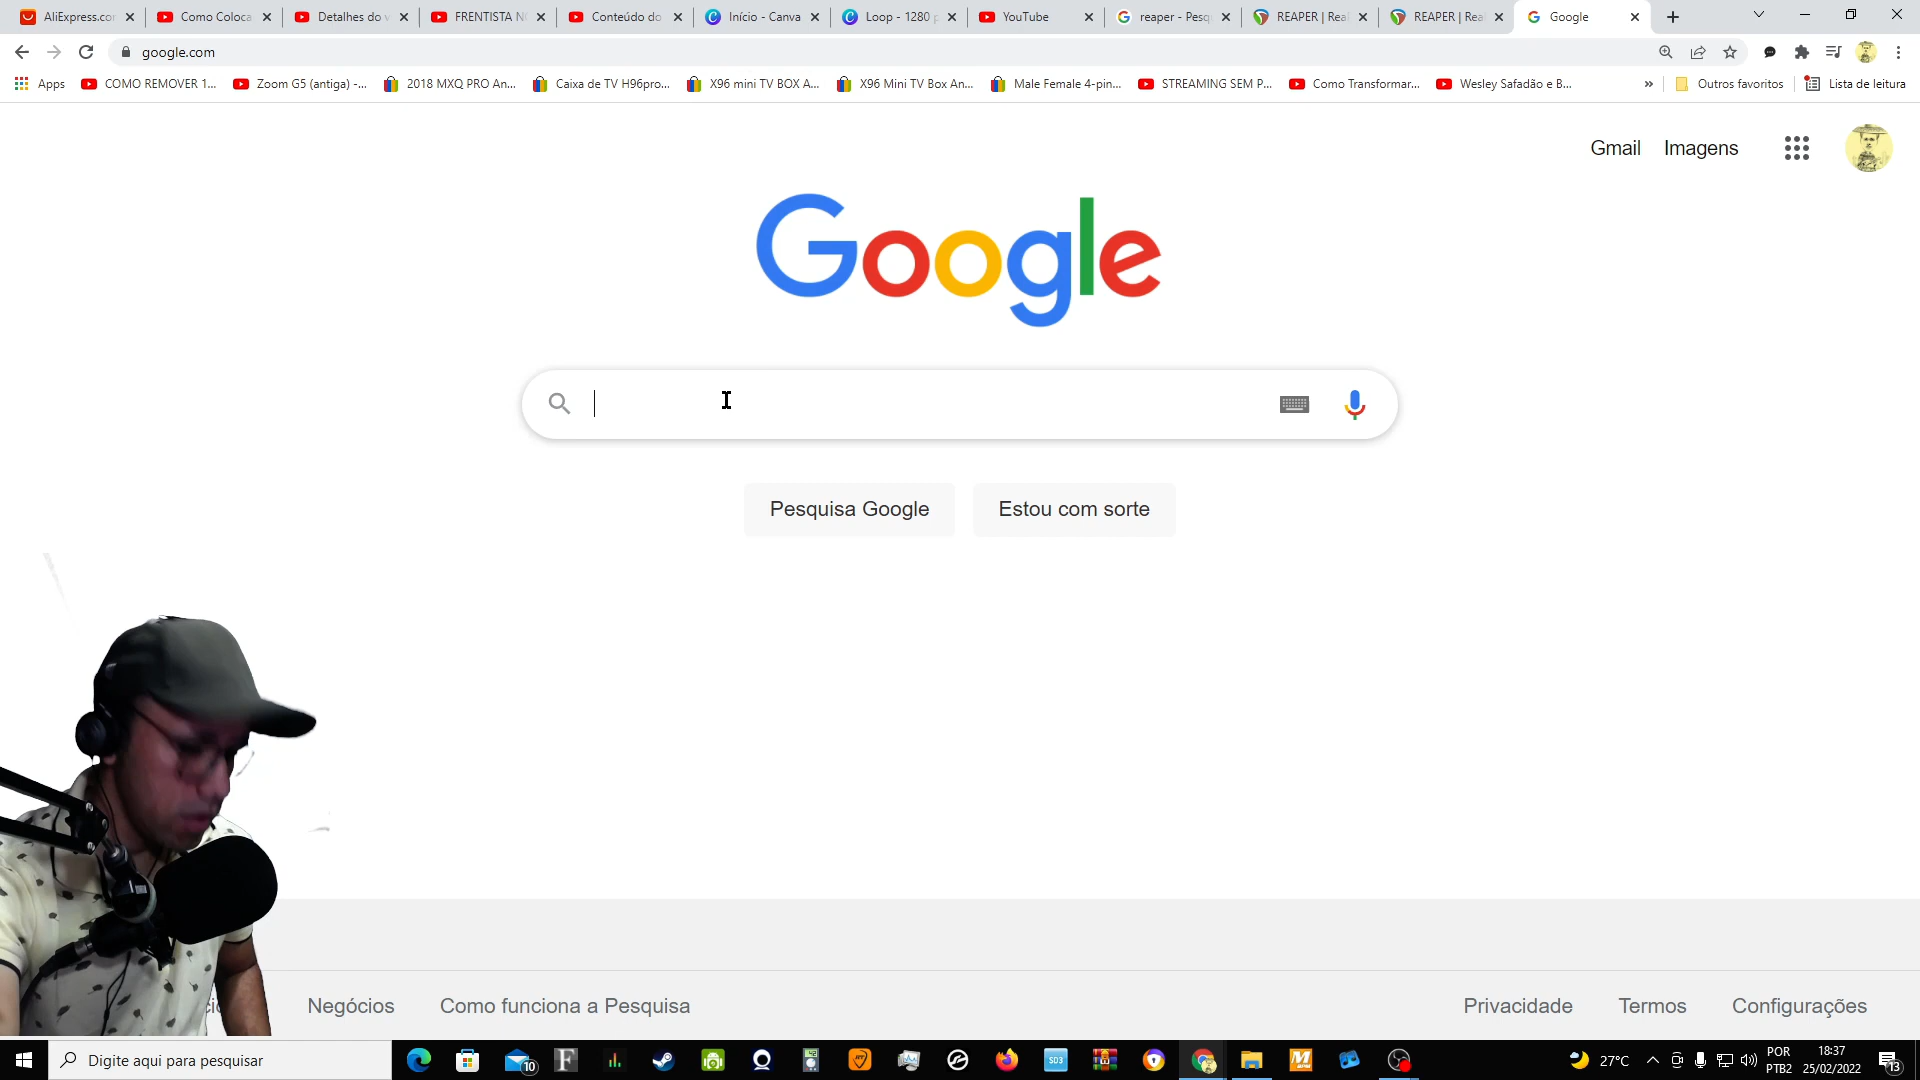 AliExpress.cor
Como Coloca
Detalhes do v
FRENTISTA N
Conteúdo do
Início - Canva
Loop - 1280 p
YouTube
reaper - Pesq
REAPER | Rea
REAPER | Rea
Google
google.com
Apps
COMO REMOVER 1...
Zoom G5 (antiga) -...
2018 MXQ PRO An...
Caixa de TV H96pro...
X96 mini TV BOX A...
X96 Mini TV Box An...
Male Female 4-pin...
STREAMING SEM P...
Como Transformar...
Wesley Safadão e B...
»
Outros favoritos
Lista de leitura
Gmail
Imagens
Google
Pesquisa Google
Estou com sorte
Negócios
Como funciona a Pesquisa
Privacidade
Termos
Configurações
Digite aqui para pesquisar
10
SD3
27°C
POR
PTB2
18:37
25/02/2022
13